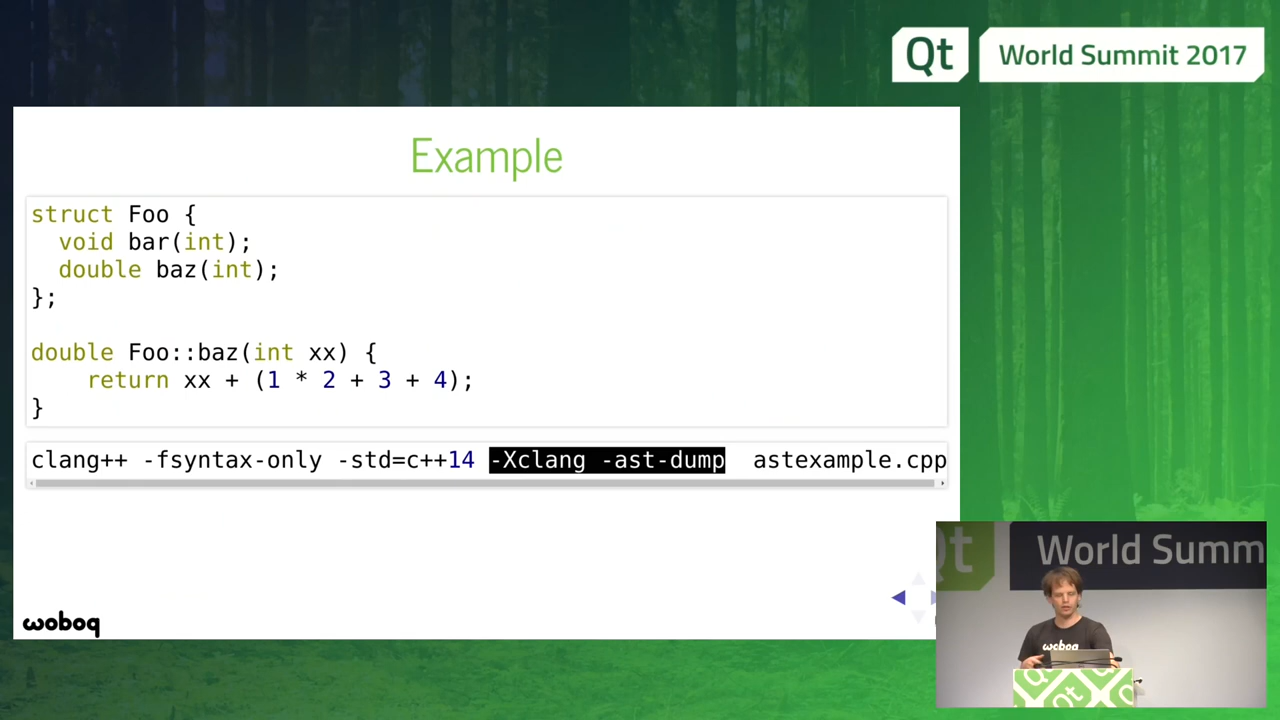 Qt World Summit 2017
Example
struct Foo {
  void bar(int);
  double baz(int);
};
double Foo::baz(int xx) {
    return xx + (1 * 2 + 3 + 4);
}
clang++ -fsyntax-only -std=c++14 -Xclang -ast-dump  astexample.cpp
woboq
Qt World Summ
woboq
Qt